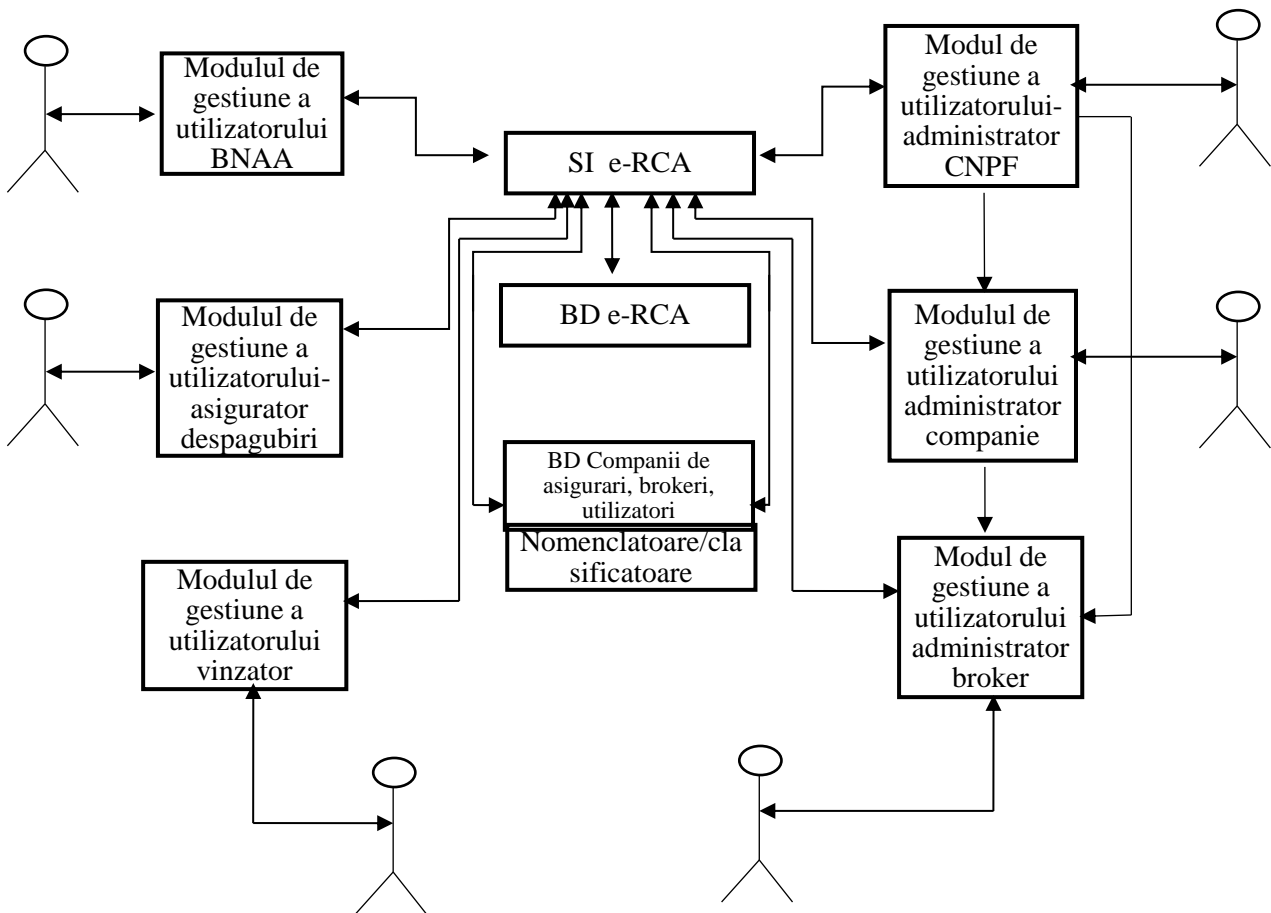 Modulul de
gestiune a
utilizatorului
BNAA
SI e-RCA
Modul de
gestiune a
utilizatorului-
administrator
CNPF
Modulul de
gestiune a
utilizatorului-
asigurator
despagubiri
BD e-RCA
Modulul de
gestiune a
utilizatorului
administrator
companie
BD Companii de
asigurari, brokeri,
utilizatori
Nomenclatoare/cla
sificatoare
Modulul de
gestiune a
utilizatorului
vinzator
Modul de
gestiune a
utilizatorului
administrator
broker